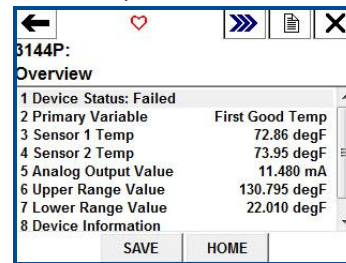 3144P:
Overview
1 Device Status: Failed
2 Primary Variable First Good Temp
3 Sensor 1 Temp 72.86 degF
4 Sensor 2 Temp 73.95 degF
5 Analog Output Value 11.480 mA
6 Upper Range Value 130.795 degF
7 Lower Range Value 22.010 degF
8 Device Information
SAVE HOME